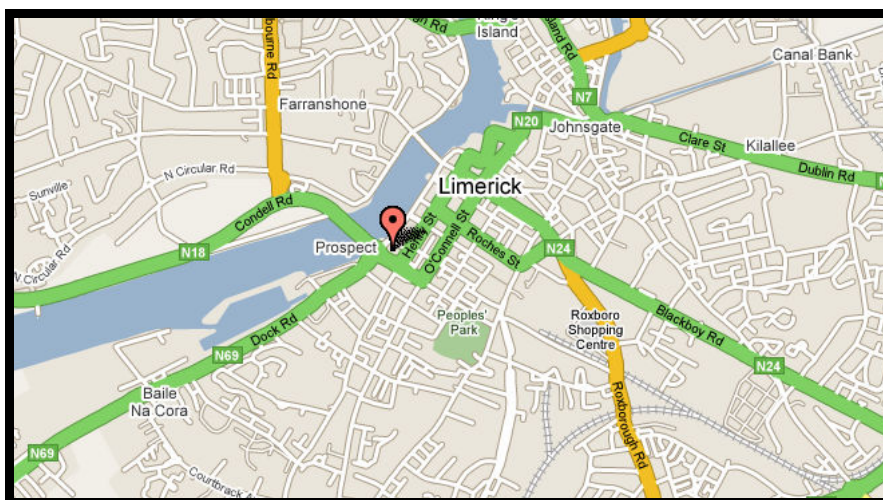 Island
N7
Canal Bank
Farranshone
N20
Johnsgate
Clare St
Kilallee
Dublin Rd
N Circular Rd
Sunville
Limerick
Condell Rd
O'Connell St
Roches St
N24
Prospect
N18
N Circular Rd
Peoples'
Park
Roxboro
Shopping
Centre
Blackboy Rd
Dock Rd
N69
N24
Baile
Na Cora
Roxborough Rd
N69